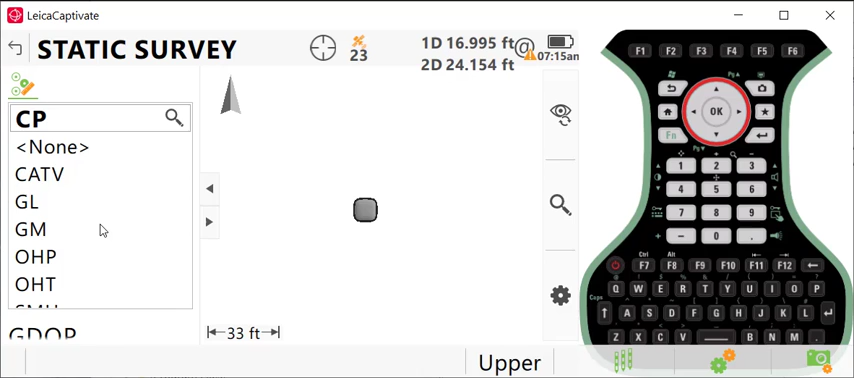 LeicaCaptivate
STATIC SURVEY
23
1D 16.995 ft
2D 24.154 ft
@
07:15am
CP
<None>
CATV
GL
GM
OHP
OHT
GDOP
33 ft
Upper
F1 F2 F3 F4 F5 F6
Pg▲
OK
Fn
Pg▼
1 2 3
4 5 6
7 8 9
- 0 .
Ctrl Alt
F7 F8 F9 F10 F11 F12
Q W E R T Y U I O P
Caps
A S D F G H J K L
Z X C V B N M .